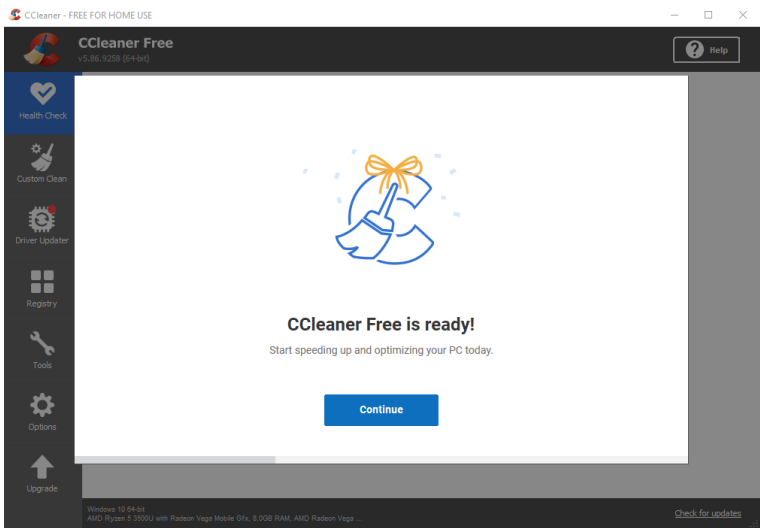 CCleaner - FREE FOR HOME USE
CCleaner Free
v5.86.9258 (64-bit)
Help
Health Check
Custom Clean
Driver Updater
Registry
Tools
Options
Upgrade
CCleaner Free is ready!
Start speeding up and optimizing your PC today.
Continue
Windows 10 64-bit
AMD Ryzen 5 3500U with Radeon Vega Mobile Gfx, 8.0GB RAM, AMD Radeon Vega ...
Check for updates